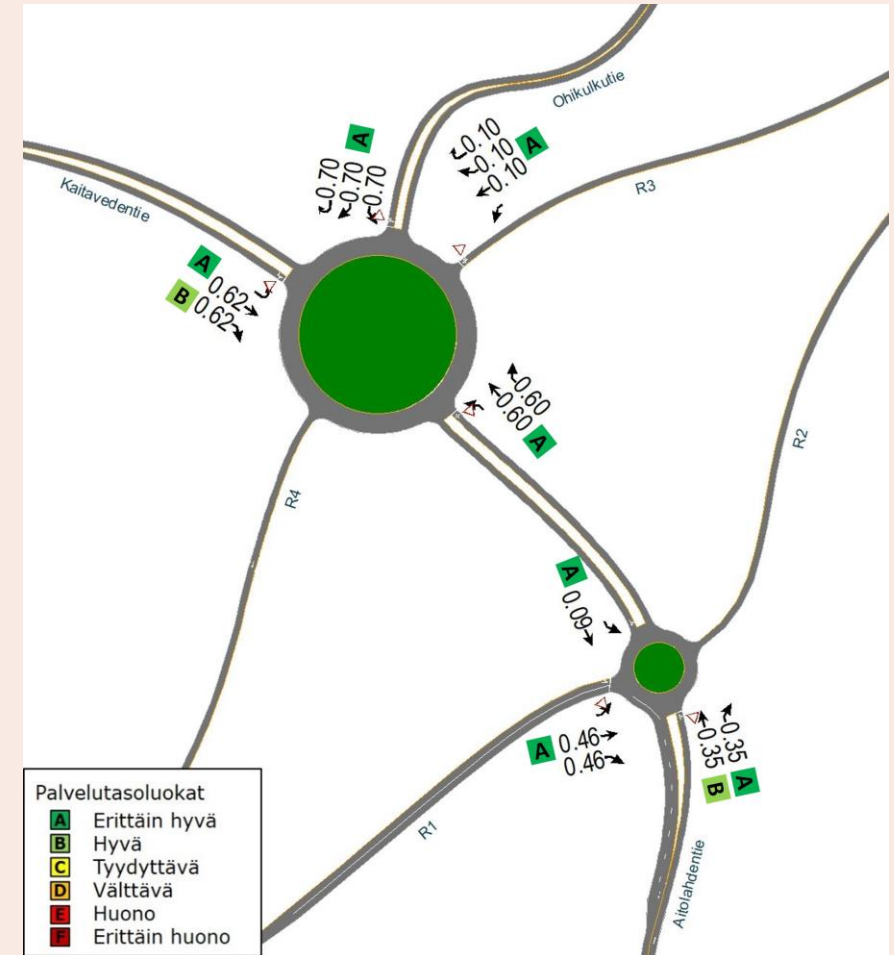 Ohikulkutie
A
0.70
0.70
0.70
0.10
0.10
0.10
A
R3
Kaitavedentie
A
0.62
B 0.62
0.60
0.60
A
R2
R4
A
0.09
A 0.46
0.46
0.35
0.35
B A
R1
Aitolahdentie
Palvelutasoluokat
A Erittäin hyvä
B Hyvä
C Tyydyttävä
D Välttävä
E Huono
F Erittäin huono